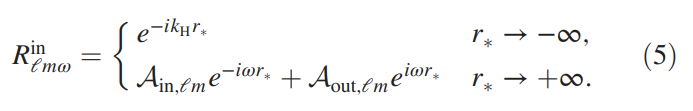 R^{in}_{ℓmω} = { e^{-ik_H r_*}    r_* → −∞,
𝒜_{in,ℓm} e^{-iωr_*} + 𝒜_{out,ℓm} e^{iωr_*}    r_* → +∞.    (5)